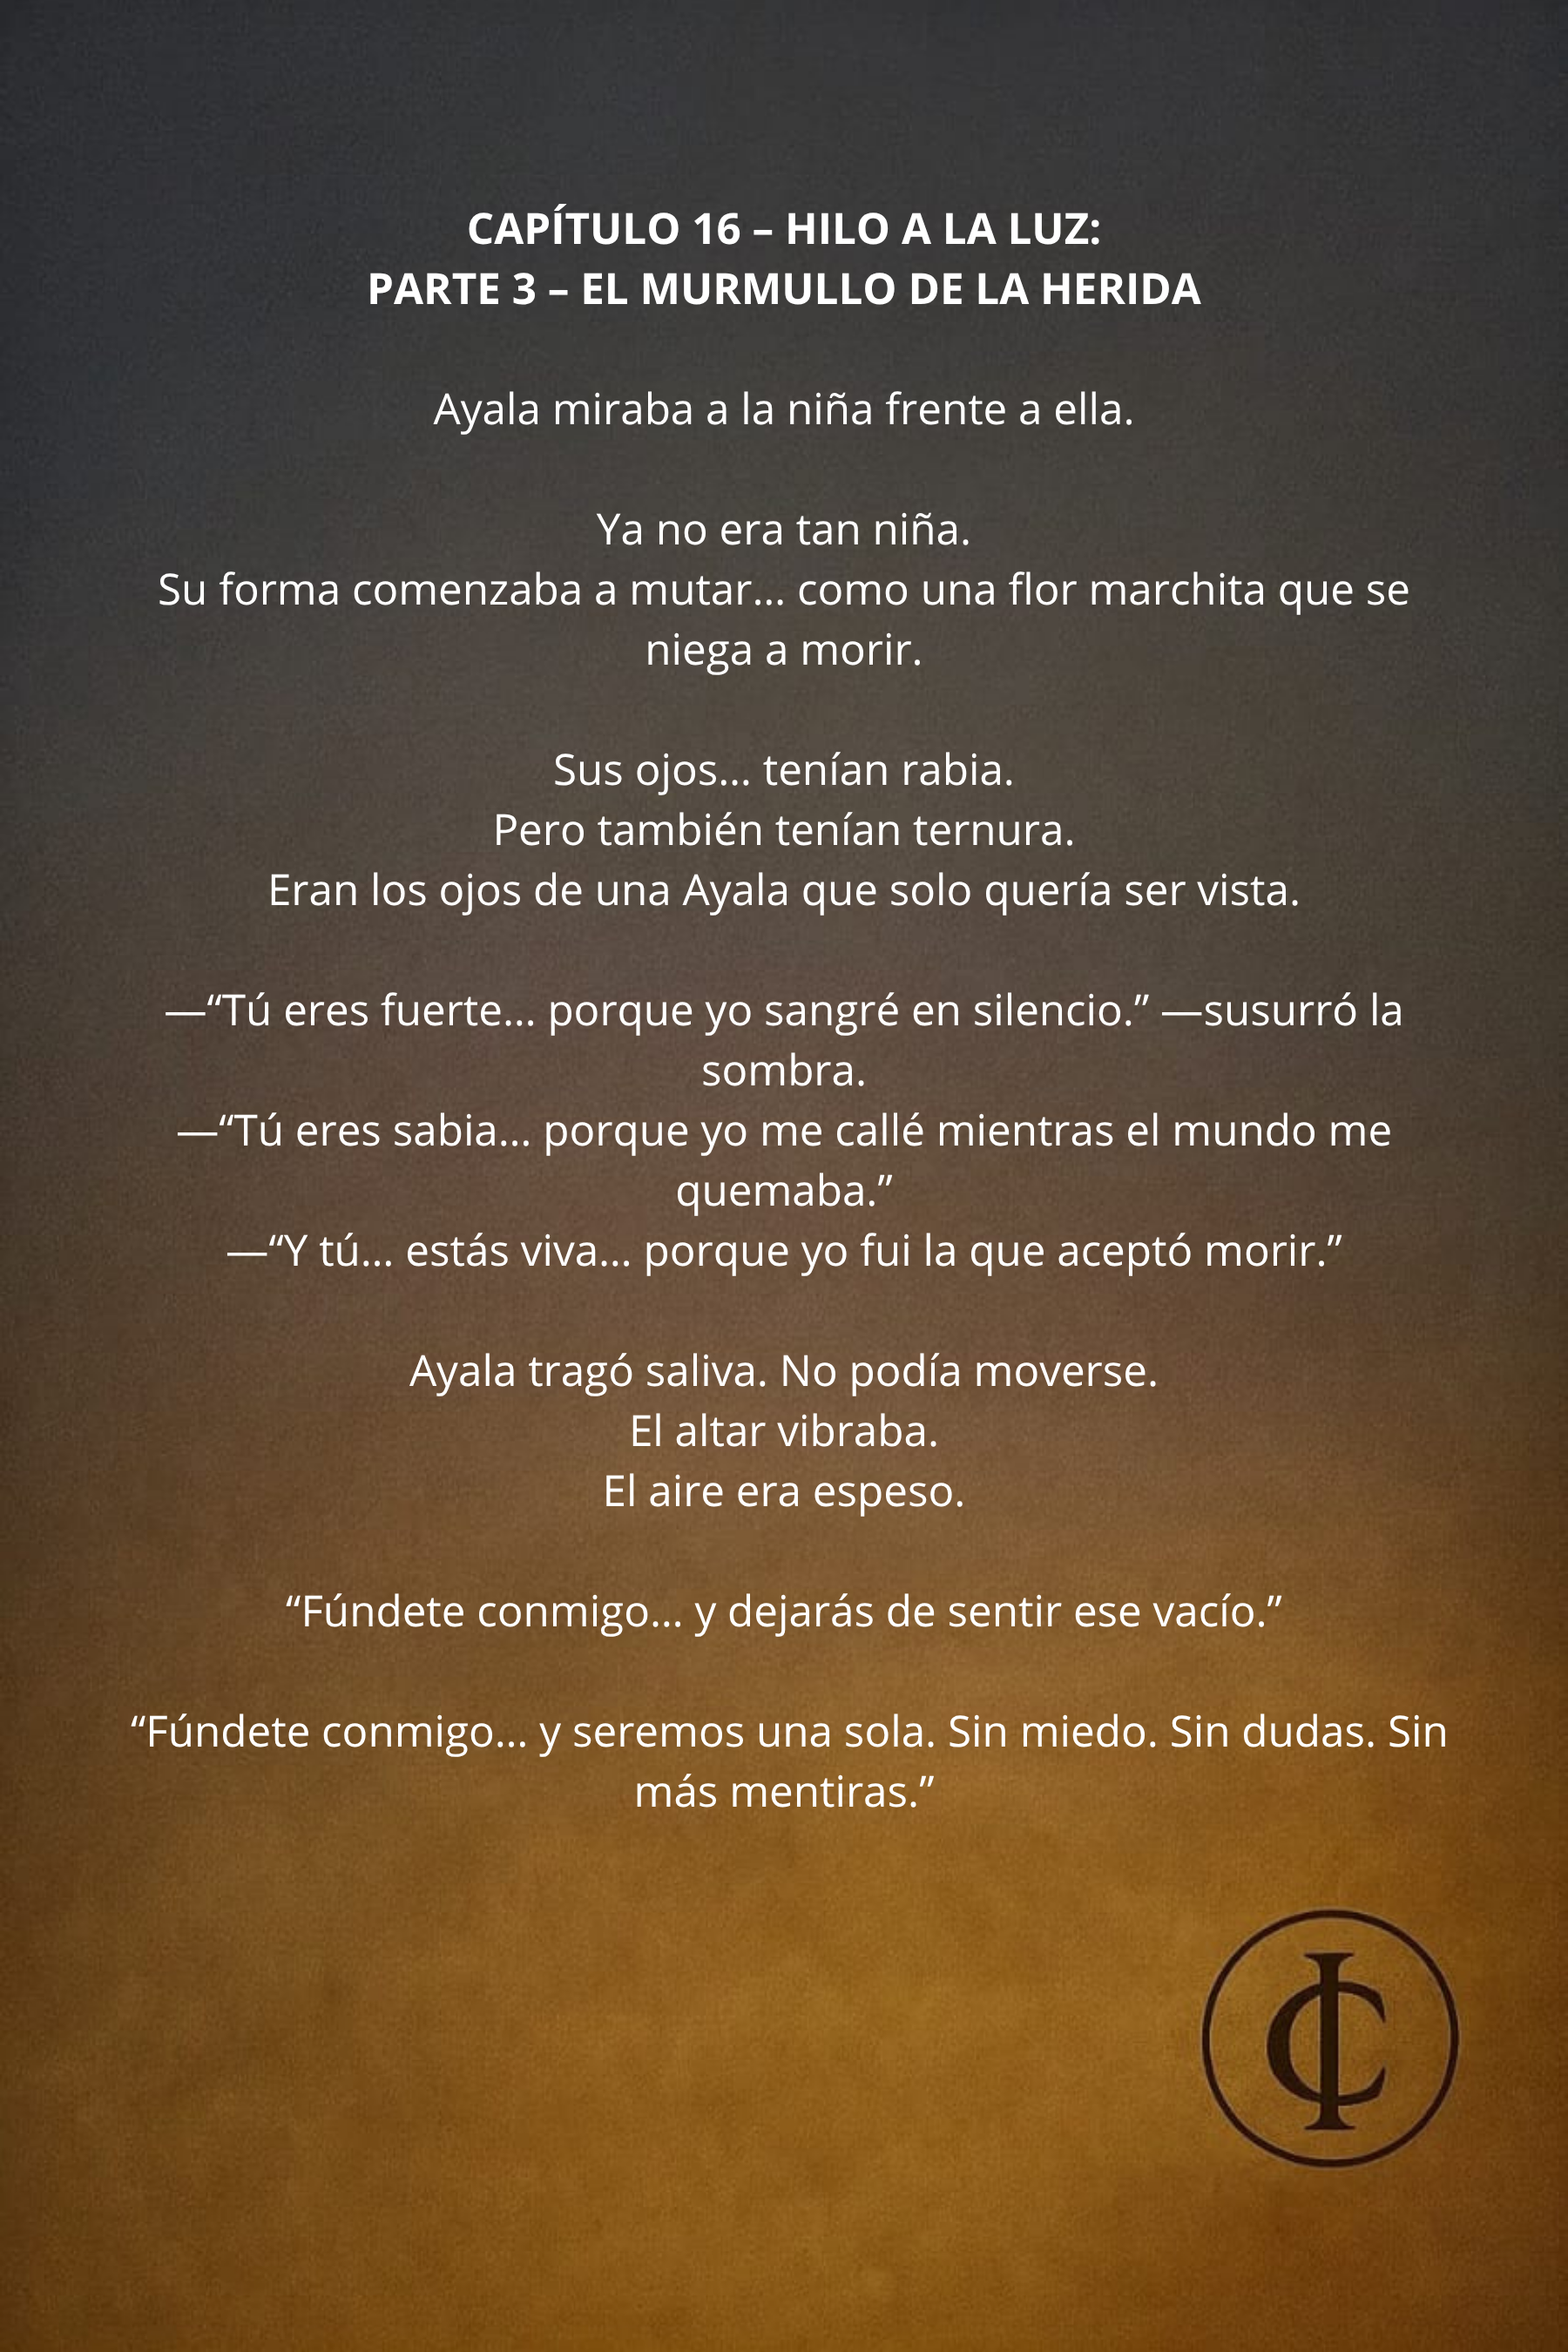 CAPÍTULO 16 – HILO A LA LUZ:
PARTE 3 – EL MURMULLO DE LA HERIDA
Ayala miraba a la niña frente a ella.
Ya no era tan niña.
Su forma comenzaba a mutar… como una flor marchita que se
niega a morir.
Sus ojos… tenían rabia.
Pero también tenían ternura.
Eran los ojos de una Ayala que solo quería ser vista.
—“Tú eres fuerte… porque yo sangré en silencio.” —susurró la
sombra.
—“Tú eres sabia… porque yo me callé mientras el mundo me
quemaba.”
—“Y tú… estás viva… porque yo fui la que aceptó morir.”
Ayala tragó saliva. No podía moverse.
El altar vibraba.
El aire era espeso.
“Fúndete conmigo… y dejarás de sentir ese vacío.”
“Fúndete conmigo… y seremos una sola. Sin miedo. Sin dudas. Sin
más mentiras.”